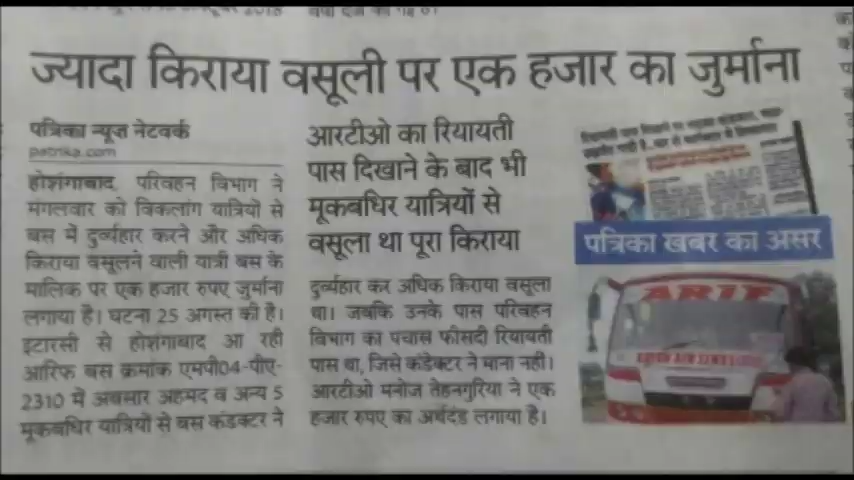 ज्यादा किराया वसूली पर एक हजार का जुर्माना
पत्रिका न्यूज नेटवर्क
patrika.com
होशंगाबाद. परिवहन विभाग ने
मंगलवार को विकलांग यात्रियों से
बस में दुर्व्यहार करने और अधिक
किराया वसूलने वाली यात्री बस के
मालिक पर एक हजार रुपए जुर्माना
लगाया है। घटना 25 अगस्त की है।
इटारसी से होशंगाबाद आ रही
आरिफ बस क्रमांक एमपी04-पीए-
2310 में अबसार अहमद व अन्य 5
मूकबधिर यात्रियों से बस कंडक्टर ने
आरटीओ का रियायती
पास दिखाने के बाद भी
मूकबधिर यात्रियों से
वसूला था पूरा किराया
दुर्व्यहार कर अधिक किराया वसूला
था। जबकि उनके पास परिवहन
विभाग का पचास फीसदी रियायती
पास था, जिसे कंडेक्टर ने माना नहीं।
आरटीओ मनोज तेहनगुरिया ने एक
हजार रुपए का अर्थदंड लगाया है।
पत्रिका खबर का असर
ARIF